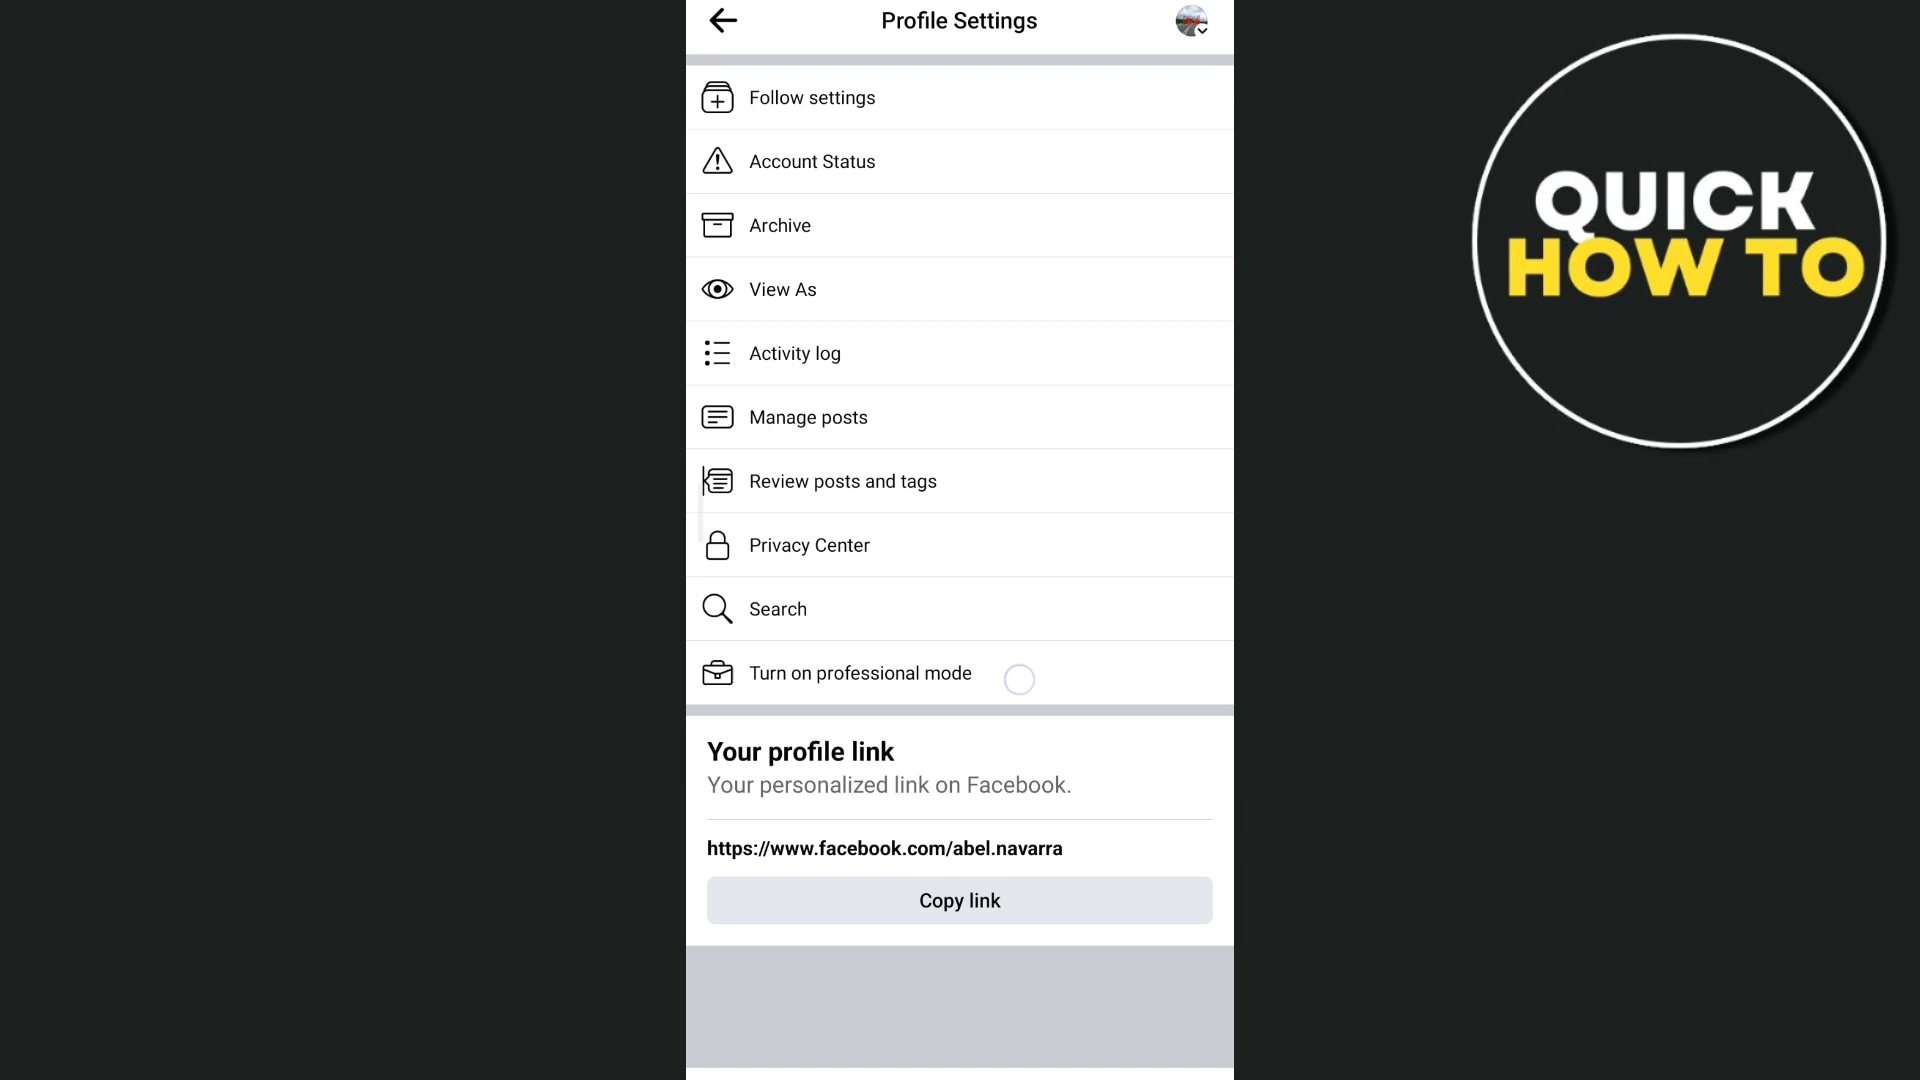 Profile Settings
Follow settings
Account Status
Archive
View As
Activity log
Manage posts
Review posts and tags
Privacy Center
Search
Turn on professional mode
Your profile link
Your personalized link on Facebook.
https://www.facebook.com/abel.navarra
Copy link
QUICK
HOW TO